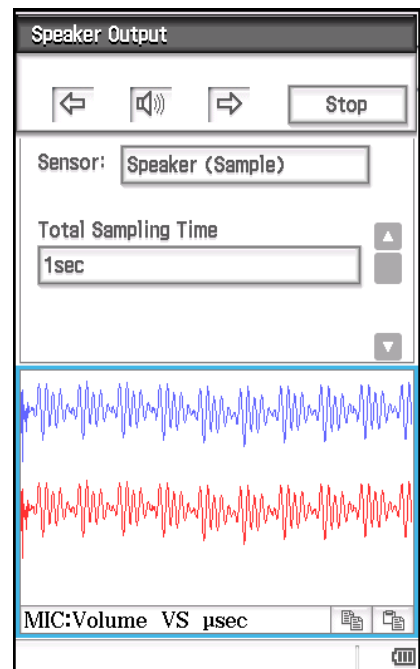 Speaker Output
Stop
Sensor: Speaker (Sample)
Total Sampling Time
1sec
MIC:Volume VS µsec